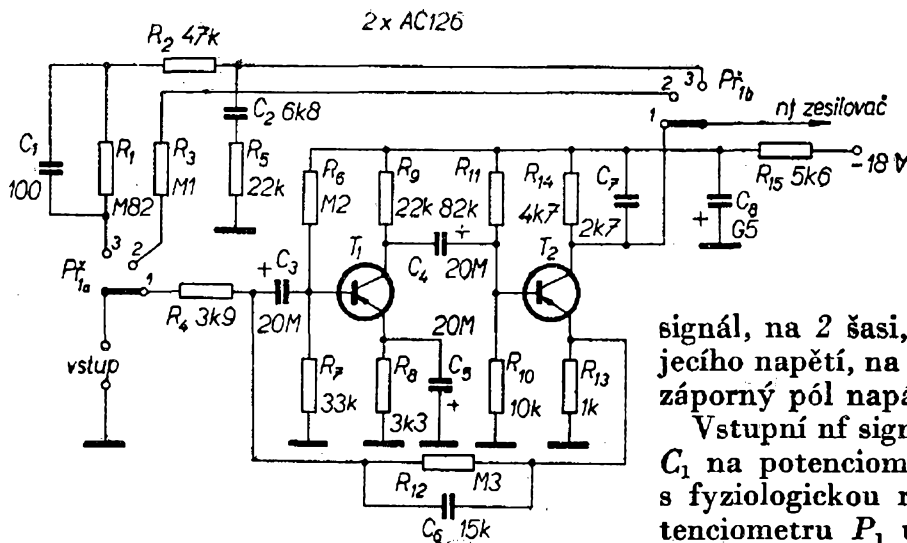 2 x AC126
R2 47k
Př1b
3
2
1
C2 6k8
nf zesilovač
C1
100
R1
M82
R3
M1
R5
22k
R6
M2
R9
22k
R11
82k
R14
4k7
C7
2k7
R15 5k6
-18 V
C8
G5
+
3
2
1
Př1a
T1
C4
+
20M
T2
+
C3
20M
R4 3k9
vstup
R7
33k
R8
3k3
20M
C5
+
R10
10k
R13
1k
R12
M3
C6
15k
signál, na 2 šasi,
jecího napětí, na
záporný pól napá
Vstupní nf sign
C1 na potenciom
s fyziologickou r
tenciometru P1 u